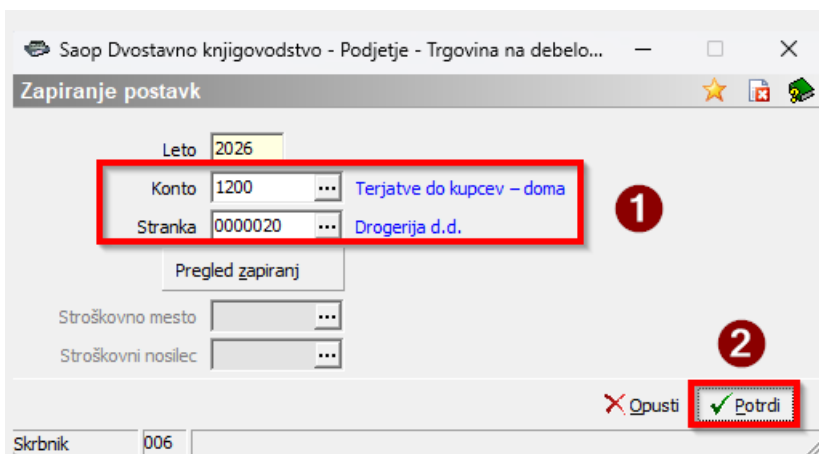 Saop Dvostavno knjigovodstvo - Podjetje - Trgovina na debelo...
Zapiranje postavk
Leto 2026
Konto 1200 ... Terjatve do kupcev – doma
1
Stranka 0000020 ... Drogerija d.d.
Pregled zapiranj
Stroškovno mesto ...
Stroškovni nosilec ...
2
Opusti Potrdi
Skrbnik 006